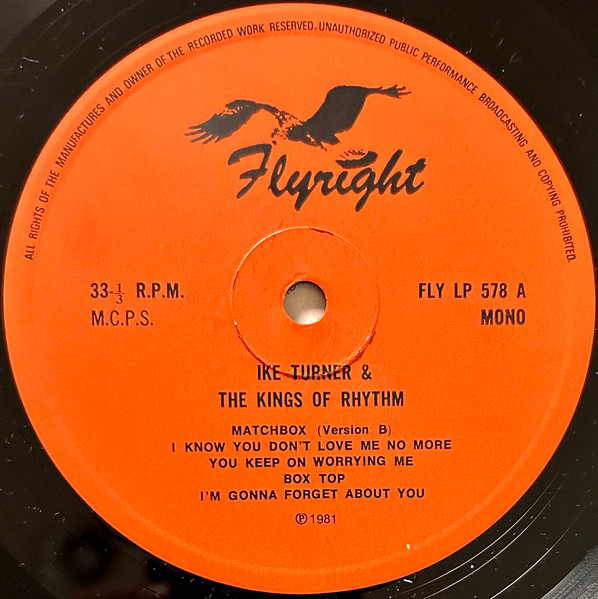 ALL RIGHTS OF THE MANUFACTURES AND OWNER OF THE RECORDED WORK RESERVED. UNAUTHORIZED PUBLIC PERFORMANCE BROADCASTING AND COPYING PROHIBITED.
Flyright
33-1/3 R.P.M.
M.C.P.S.
FLY LP 578 A
MONO
IKE TURNER &
THE KINGS OF RHYTHM
MATCHBOX (Version B)
I KNOW YOU DON'T LOVE ME NO MORE
YOU KEEP ON WORRYING ME
BOX TOP
I'M GONNA FORGET ABOUT YOU
℗ 1981